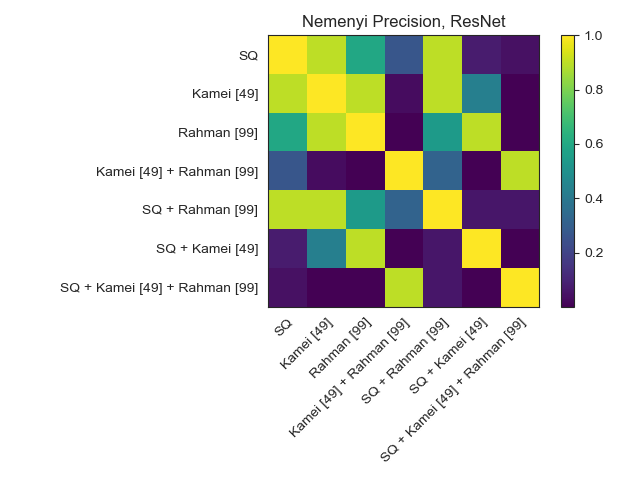 Nemenyi Precision, ResNet
SQ
Kamei [49]
Rahman [99]
Kamei [49] + Rahman [99]
SQ + Rahman [99]
SQ + Kamei [49]
SQ + Kamei [49] + Rahman [99]
SQ
Kamei [49]
Rahman [99]
Kamei [49] + Rahman [99]
SQ + Rahman [99]
SQ + Kamei [49]
SQ + Kamei [49] + Rahman [99]
1.0
0.8
0.6
0.4
0.2